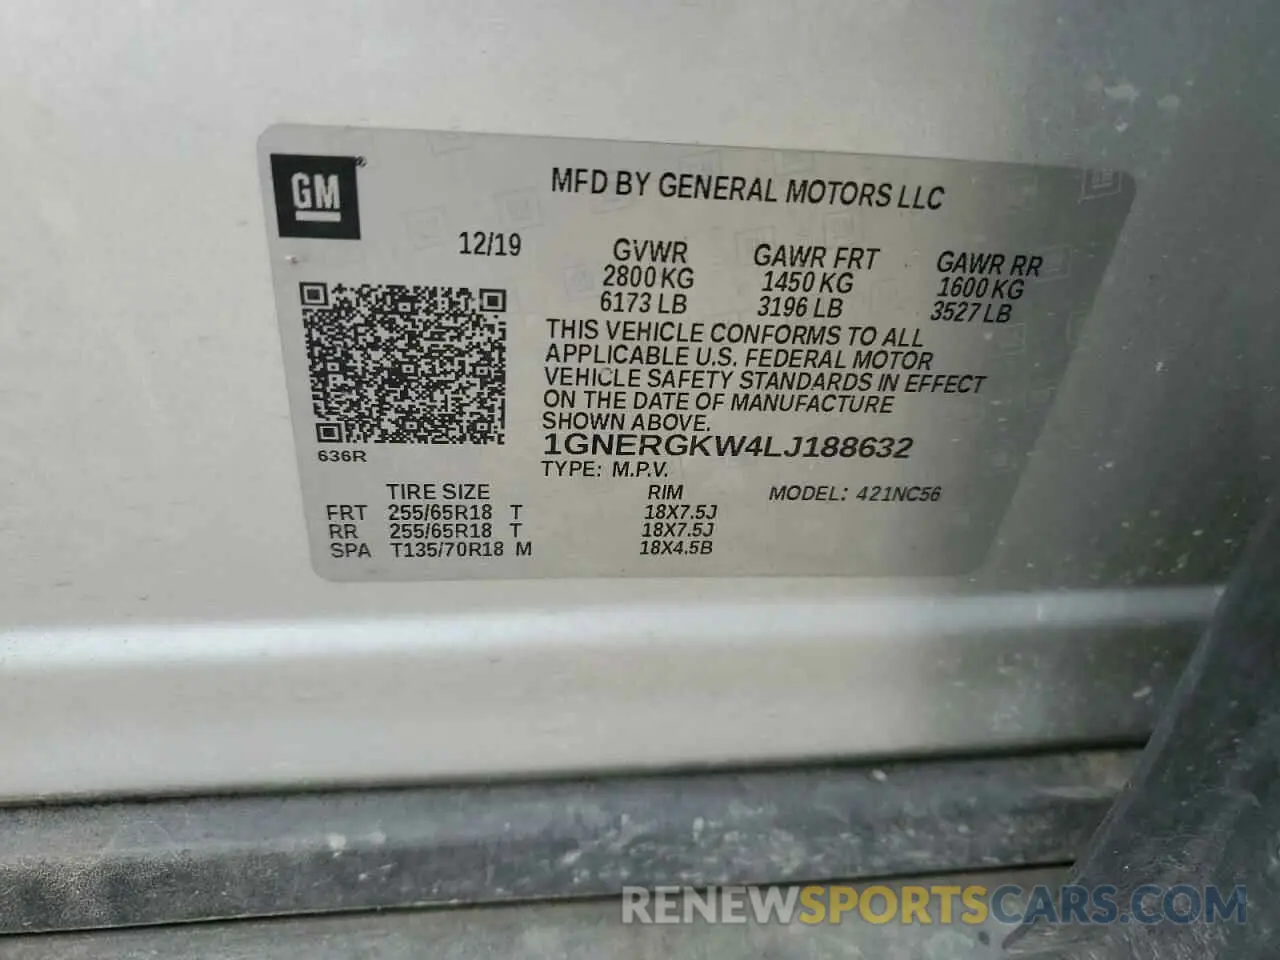 GM®
MFD BY GENERAL MOTORS LLC
12/19
GVWR GAWR FRT GAWR RR
2800 KG 1450 KG 1600 KG
6173 LB 3196 LB 3527 LB
THIS VEHICLE CONFORMS TO ALL
APPLICABLE U.S. FEDERAL MOTOR
VEHICLE SAFETY STANDARDS IN EFFECT
ON THE DATE OF MANUFACTURE
SHOWN ABOVE.
1GNERGKW4LJ188632
636R
TYPE: M.P.V.
TIRE SIZE RIM MODEL: 421NC56
FRT 255/65R18 T 18X7.5J
RR 255/65R18 T 18X7.5J
SPA T135/70R18 M 18X4.5B
RENEWSPORTSCARS.COM